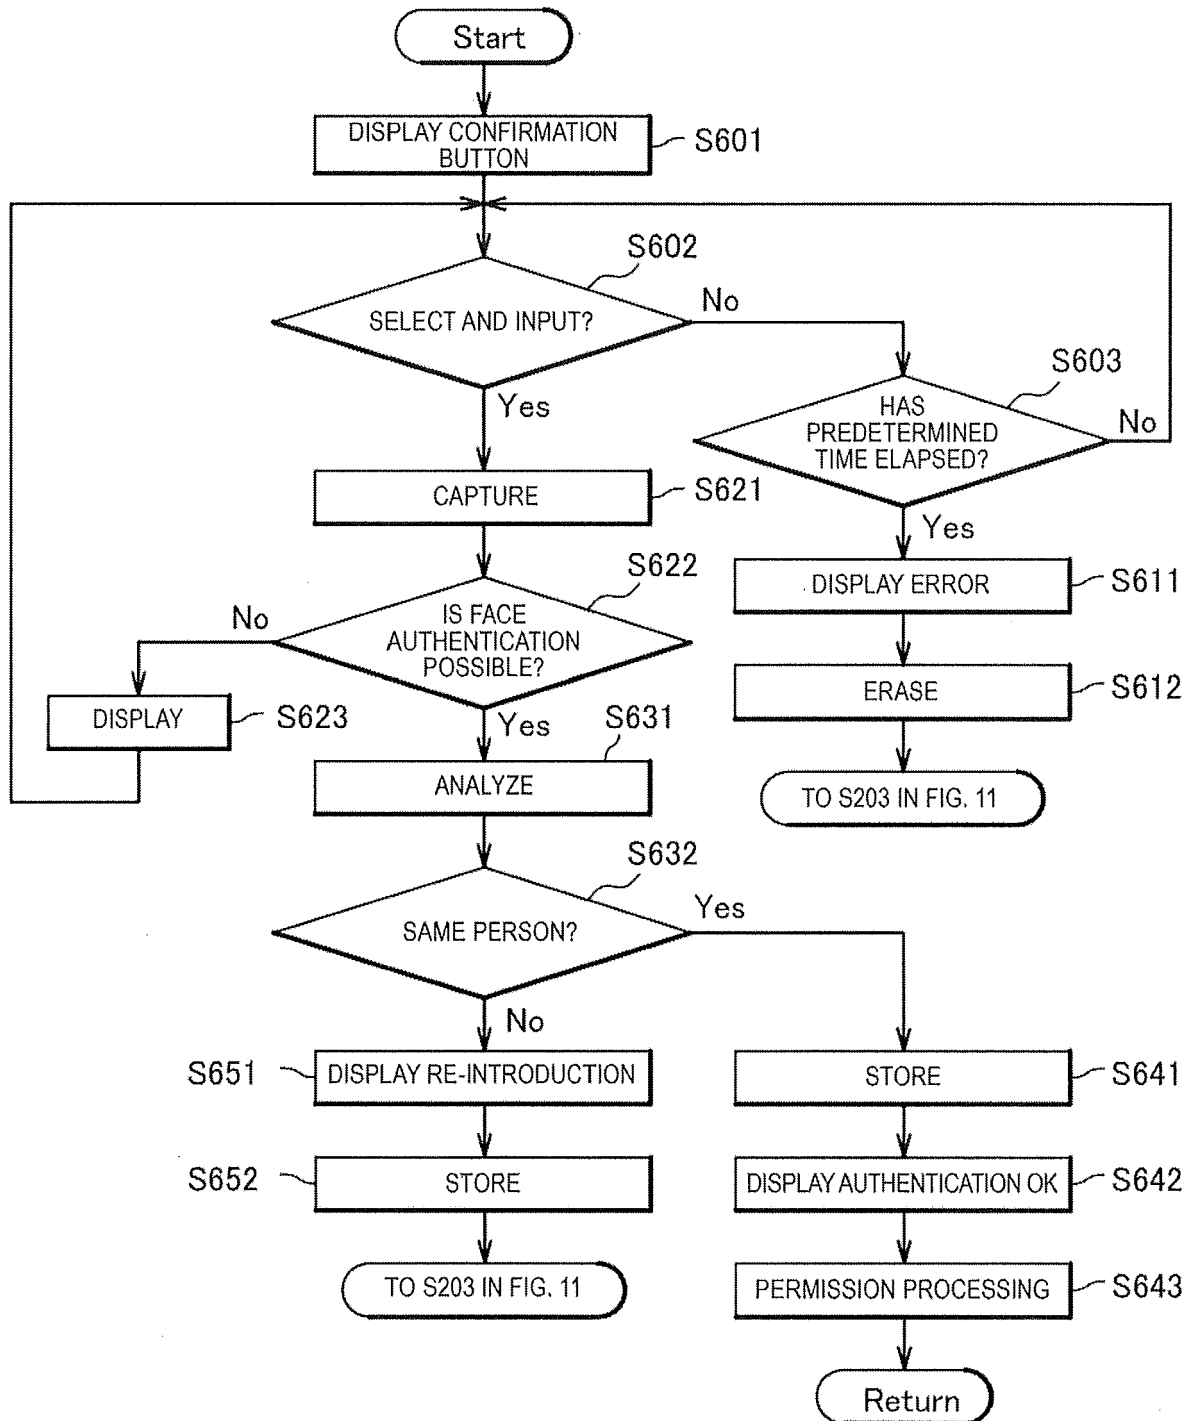 Start
DISPLAY CONFIRMATION
BUTTON
S601
S602
SELECT AND INPUT?
No
Yes
S603
HAS
PREDETERMINED
TIME ELAPSED?
No
Yes
CAPTURE
S621
DISPLAY ERROR
S611
S622
IS FACE
AUTHENTICATION
POSSIBLE?
No
Yes
ERASE
S612
DISPLAY
S623
S631
ANALYZE
TO S203 IN FIG. 11
S632
SAME PERSON?
Yes
No
S651
DISPLAY RE-INTRODUCTION
STORE
S641
S652
STORE
DISPLAY AUTHENTICATION OK
S642
TO S203 IN FIG. 11
PERMISSION PROCESSING
S643
Return